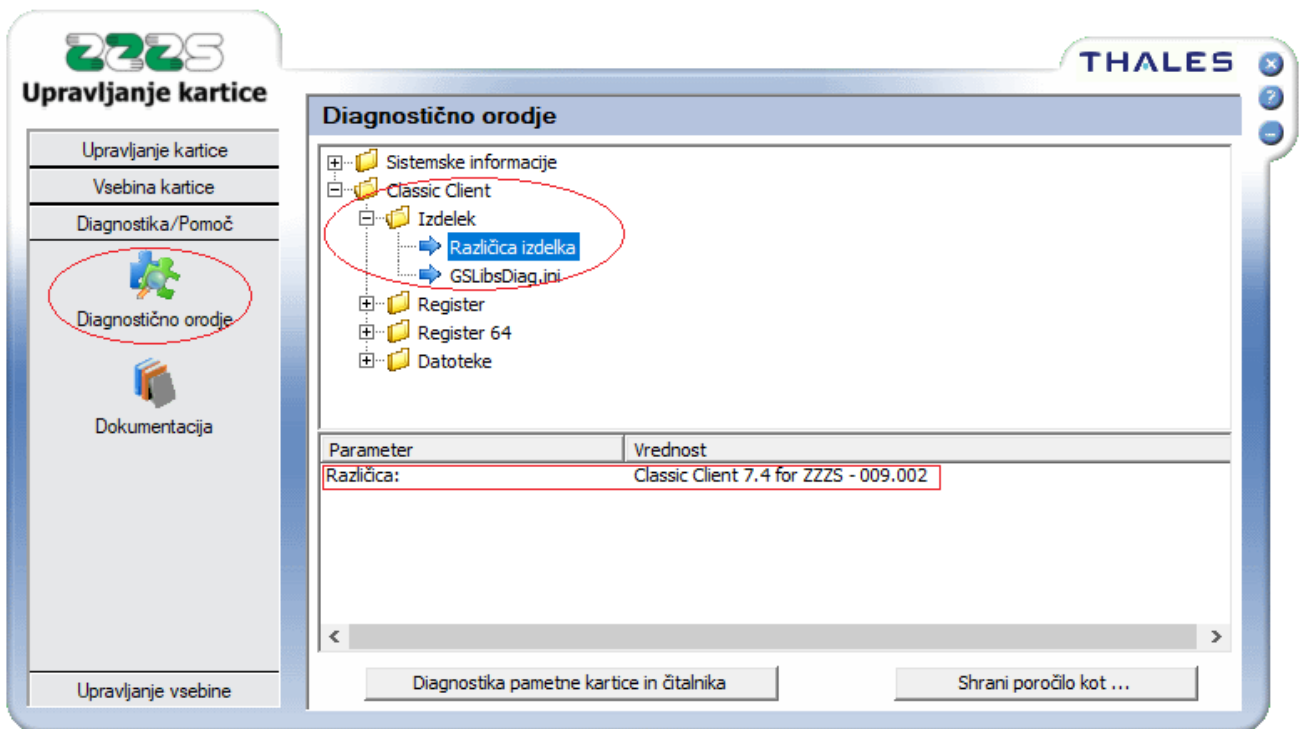 ZZZS
Upravljanje kartice
THALES
Upravljanje kartice
Vsebina kartice
Diagnostika/Pomoč
Diagnostično orodje
Dokumentacija
Upravljanje vsebine
Diagnostično orodje
Sistemske informacije
Classic Client
Izdelek
Različica izdelka
GSLibsDiag.ini
Register
Register 64
Datoteke
Parameter Vrednost
Različica: Classic Client 7.4 for ZZZS - 009.002
Diagnostika pametne kartice in čitalnika Shrani poročilo kot ...